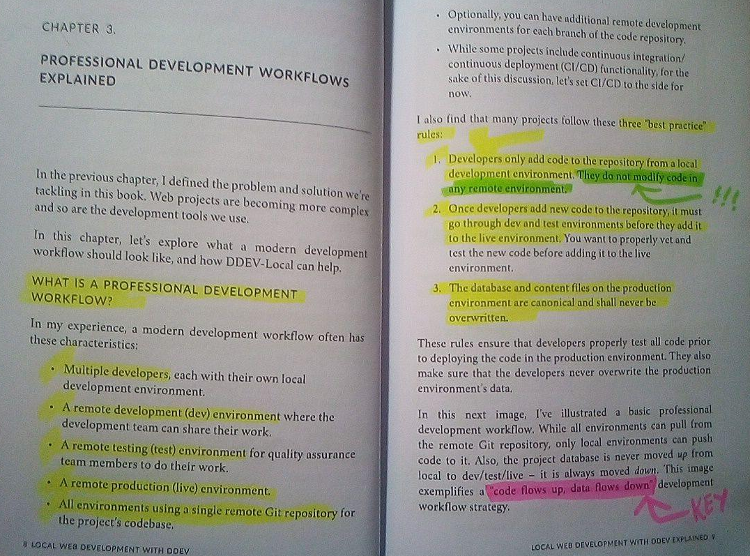 CHAPTER 3.
PROFESSIONAL DEVELOPMENT WORKFLOWS
EXPLAINED
In the previous chapter, I defined the problem and solution we're
tackling in this book. Web projects are becoming more complex
and so are the development tools we use.
In this chapter, let's explore what a modern development
workflow should look like, and how DDEV-Local can help.
WHAT IS A PROFESSIONAL DEVELOPMENT
WORKFLOW?
In my experience, a modern development workflow often has
these characteristics:
• Multiple developers, each with their own local
development environment.
• A remote development (dev) environment where the
development team can share their work.
• A remote testing (test) environment for quality assurance
team members to do their work.
• A remote production (live) environment.
• All environments using a single remote Git repository for
the project's codebase.
8 LOCAL WEB DEVELOPMENT WITH DDEV
• Optionally, you can have additional remote development
environments for each branch of the code repository.
• While some projects include continuous integration/
continuous deployment (CI/CD) functionality, for the
sake of this discussion, let's set CI/CD to the side for
now.
I also find that many projects follow these three "best practice"
rules:
1. Developers only add code to the repository from a local
development environment. They do not modify code in
any remote environment.
!!!
2. Once developers add new code to the repository, it must
go through dev and test environments before they add it
to the live environment. You want to properly vet and
test the new code before adding it to the live
environment.
3. The database and content files on the production
environment are canonical and shall never be
overwritten.
These rules ensure that developers properly test all code prior
to deploying the code in the production environment. They also
make sure that the developers never overwrite the production
environment's data.
In this next image, I've illustrated a basic professional
development workflow. While all environments can pull from
the remote Git repository, only local environments can push
code to it. Also, the project database is never moved up from
local to dev/test/live – it is always moved down. This image
exemplifies a "code flows up, data flows down" development
workflow strategy.
KEY
LOCAL WEB DEVELOPMENT WITH DDEV EXPLAINED 9